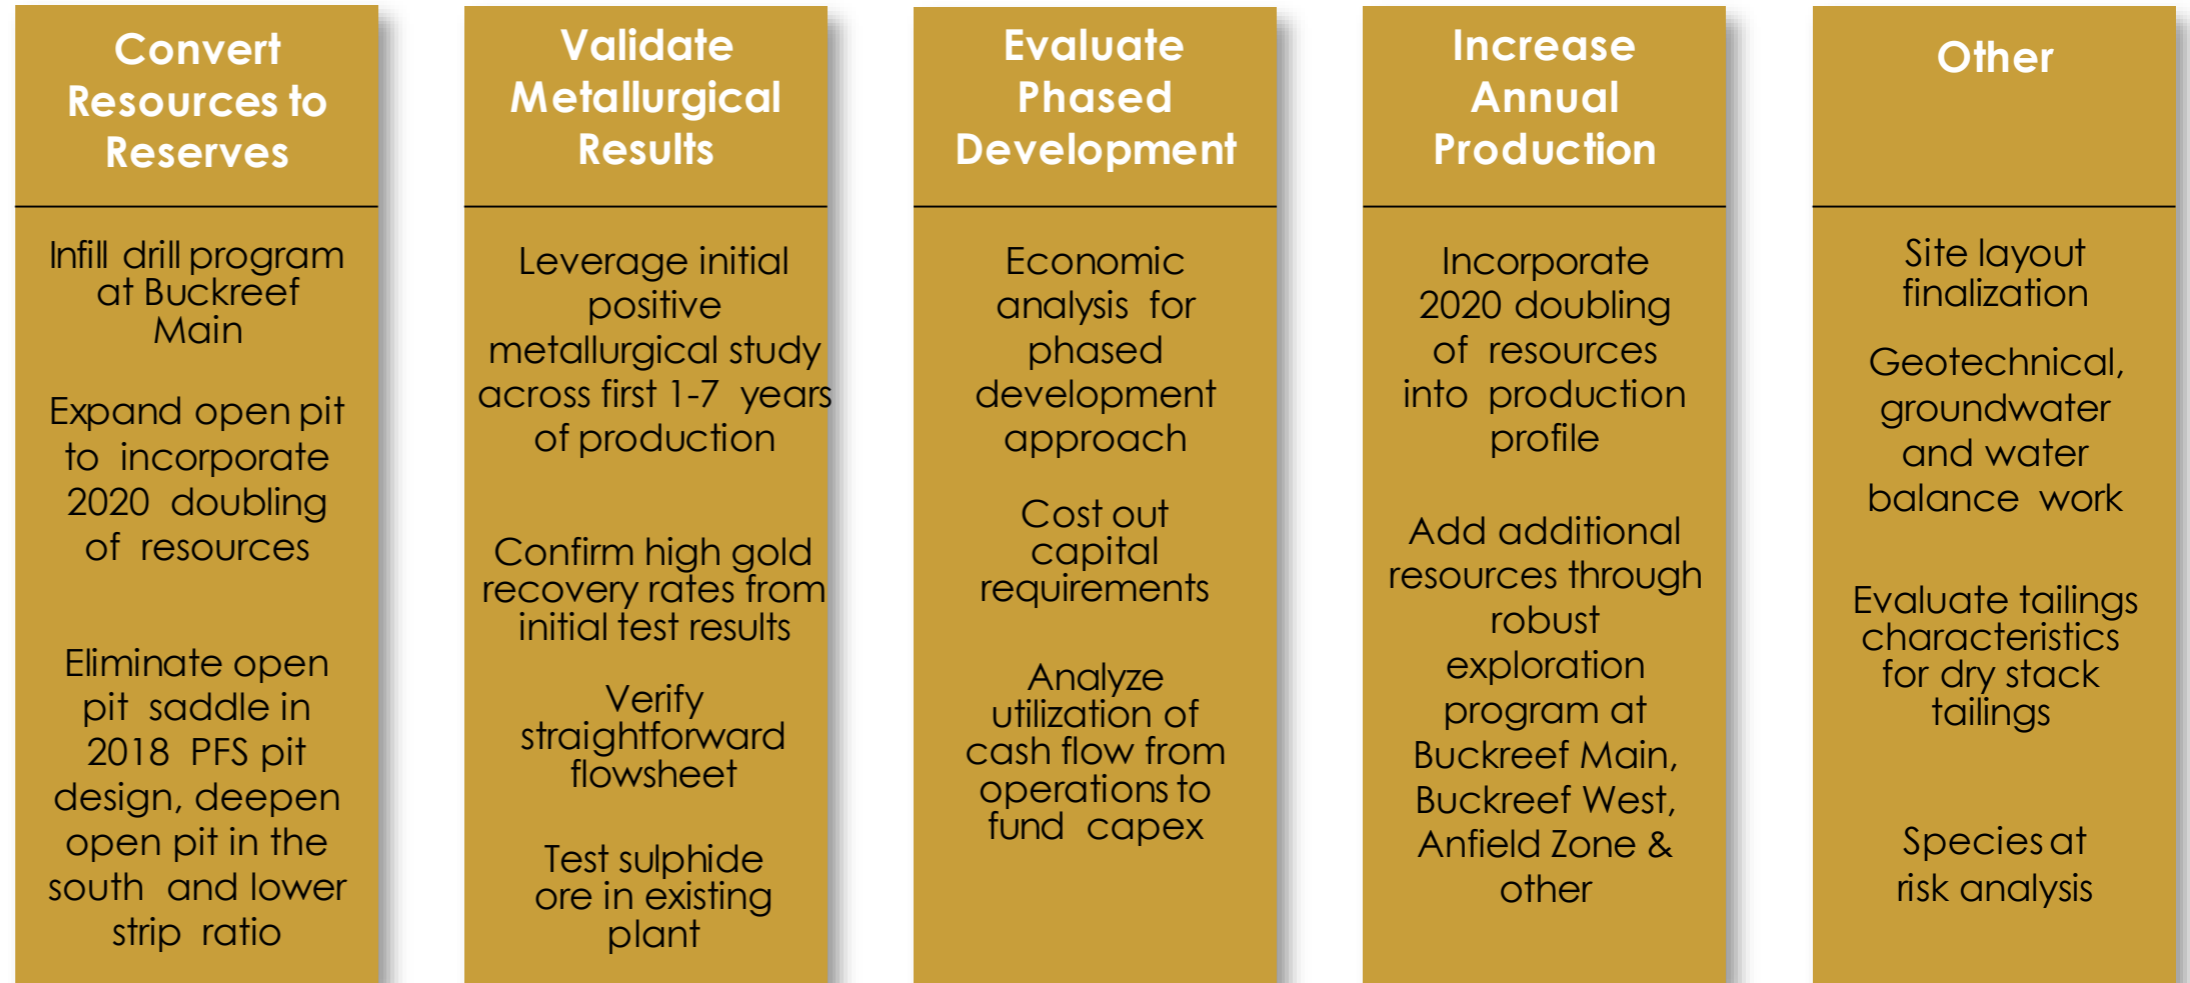 Convert
Resources to
Reserves
Infill drill program
at Buckreef
Main
Expand open pit
to incorporate
2020 doubling
of resources
Eliminate open
pit saddle in
2018 PFS pit
design, deepen
open pit in the
south and lower
strip ratio
Validate
Metallurgical
Results
Leverage initial
positive
metallurgical study
across first 1-7 years
of production
Confirm high gold
recovery rates from
initial test results
Verify
straightforward
flowsheet
Test sulphide
ore in existing
plant
Evaluate
Phased
Development
Economic
analysis for
phased
development
approach
Cost out
capital
requirements
Analyze
utilization of
cash flow from
operations to
fund capex
Increase
Annual
Production
Incorporate
2020 doubling
of resources
into production
profile
Add additional
resources through
robust
exploration
program at
Buckreef Main,
Buckreef West,
Anfield Zone &
other
Other
Site layout
finalization
Geotechnical,
groundwater
and water
balance work
Evaluate tailings
characteristics
for dry stack
tailings
Species at
risk analysis